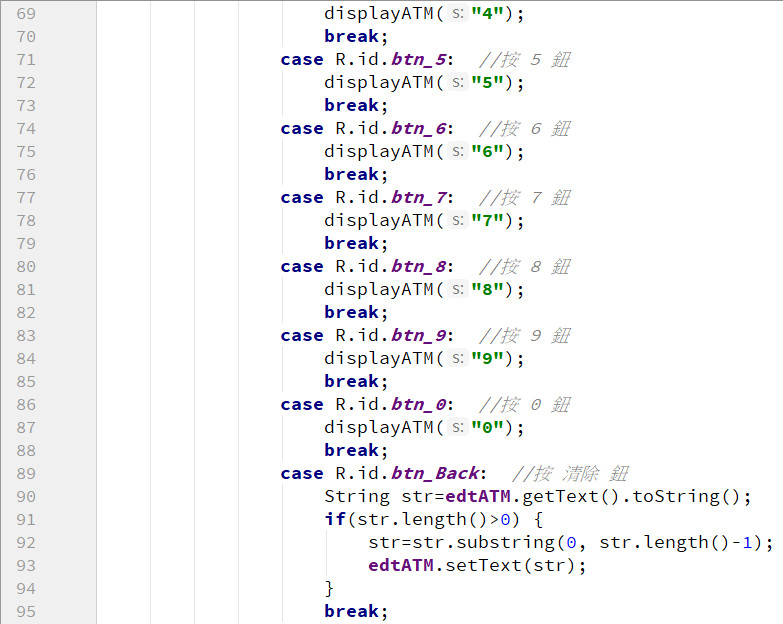 69 displayATM( s: "4");
70 break;
71 case R.id.btn_5: //按 5 鈕
72 displayATM( s: "5");
73 break;
74 case R.id.btn_6: //按 6 鈕
75 displayATM( s: "6");
76 break;
77 case R.id.btn_7: //按 7 鈕
78 displayATM( s: "7");
79 break;
80 case R.id.btn_8: //按 8 鈕
81 displayATM( s: "8");
82 break;
83 case R.id.btn_9: //按 9 鈕
84 displayATM( s: "9");
85 break;
86 case R.id.btn_0: //按 0 鈕
87 displayATM( s: "0");
88 break;
89 case R.id.btn_Back: //按 清除 鈕
90 String str=edtATM.getText().toString();
91 if(str.length()>0) {
92 str=str.substring(0, str.length()-1);
93 edtATM.setText(str);
94 }
95 break;